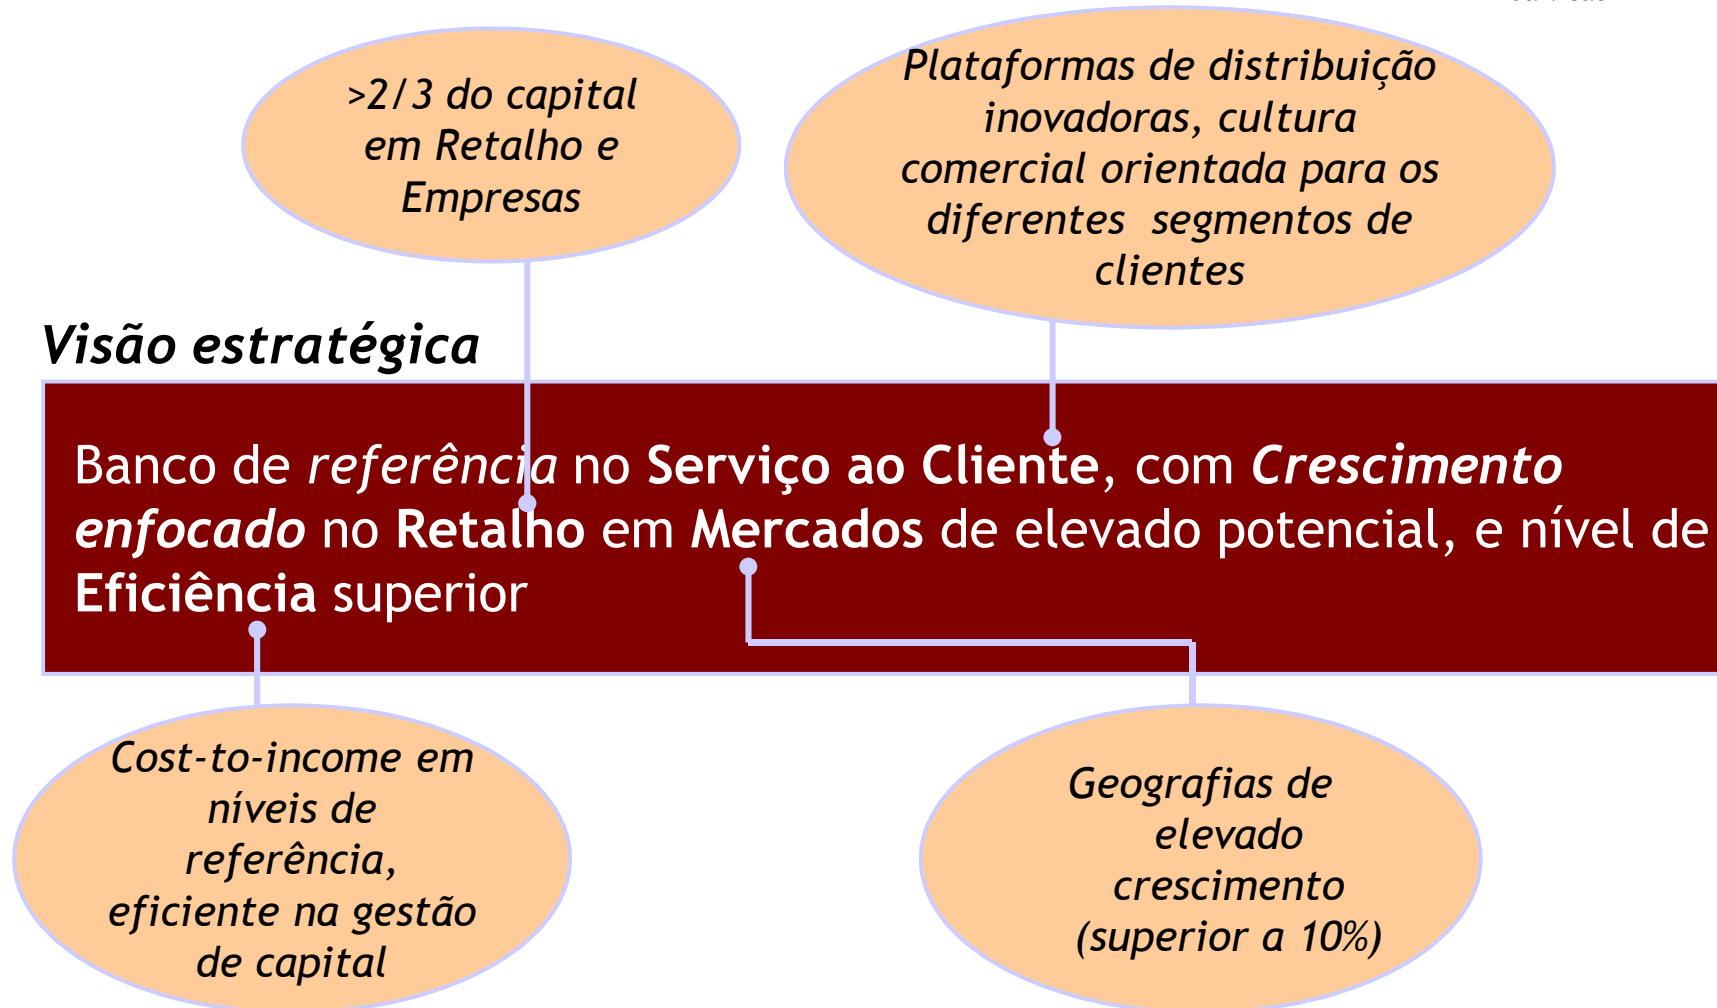 >2/3 do capital
em Retalho e
Empresas
Plataformas de distribuição
inovadoras, cultura
comercial orientada para os
diferentes  segmentos de
clientes
Visão estratégica
Banco de referência no Serviço ao Cliente, com Crescimento
enfocado no Retalho em Mercados de elevado potencial, e nível de
Eficiência superior
Cost-to-income em
níveis de
referência,
eficiente na gestão
de capital
Geografias de
elevado
crescimento
(superior a 10%)